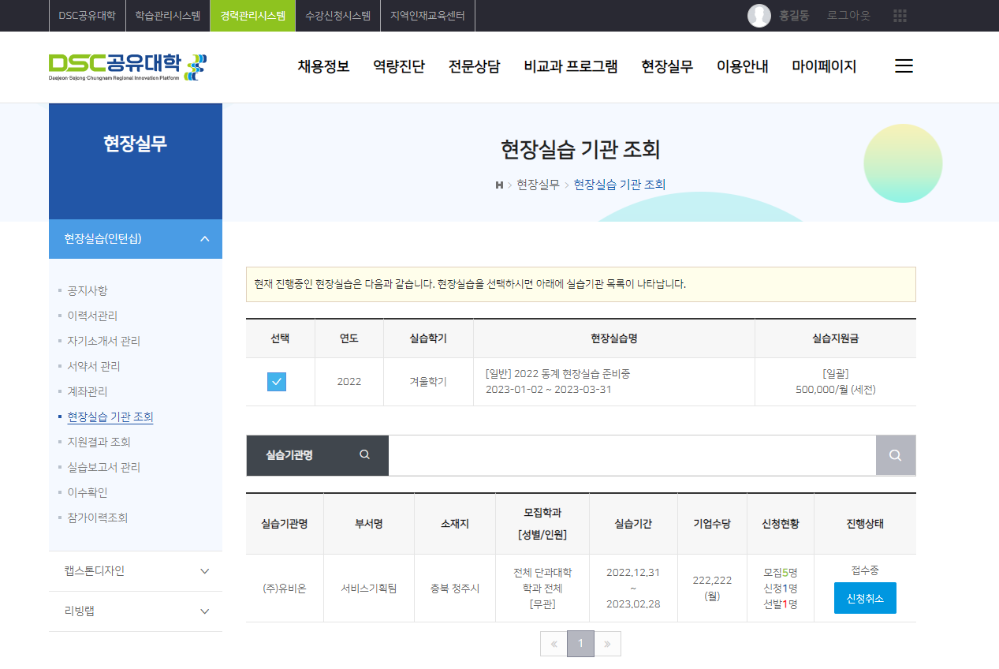 DSC공유대학 학습관리시스템 경력관리시스템 수강신청시스템 지역인재교육센터 홍길동 로그아웃
DSC공유대학
Daejeon·Sejong·Chungnam Regional Innovation Platform
채용정보 역량진단 전문상담 비교과 프로그램 현장실무 이용안내 마이페이지
현장실무
현장실습 기관 조회
H > 현장실무 > 현장실습 기관 조회
현장실습(인턴십)
공지사항
이력서관리
자기소개서 관리
서약서 관리
계좌관리
현장실습 기관 조회
지원결과 조회
실습보고서 관리
이수확인
참가이력조회
캡스톤디자인
리빙랩
현재 진행중인 현장실습은 다음과 같습니다. 현장실습을 선택하시면 아래에 실습기관 목록이 나타납니다.
선택 연도 실습학기 현장실습명 실습지원금
2022 겨울학기
[일반] 2022 동계 현장실습 준비중
2023-01-02 ~ 2023-03-31
[일괄]
500,000/월 (세전)
실습기관명
실습기관명 부서명 소재지
모집학과
[성별/인원]
실습기간 기업수당 신청현황 진행상태
(주)유비온 서비스기획팀 충북 청주시
전체 단과대학
학과 전체
[무관]
2022.12.31
~
2023.02.28
222,222
(월)
모집5명
신청1명
선발1명
접수중
신청취소
« 1 »